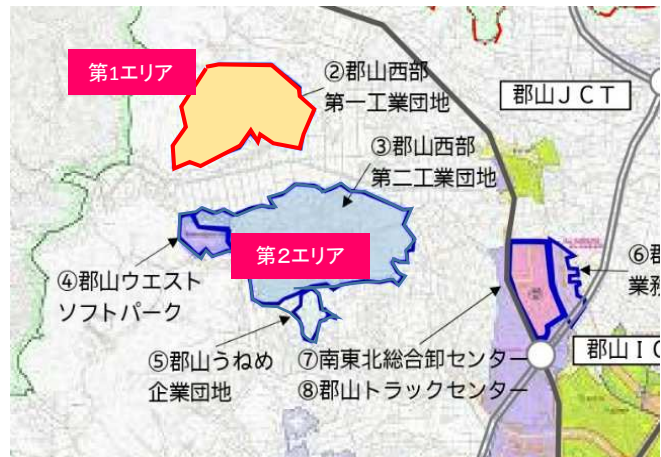 第1エリア
②郡山西部
第一工業団地
郡山JCT
③郡山西部
第二工業団地
第2エリア
④郡山ウエスト
ソフトパーク
⑥郡
業務
⑤郡山うねめ
企業団地
⑦南東北総合卸センター
⑧郡山トラックセンター
郡山IC